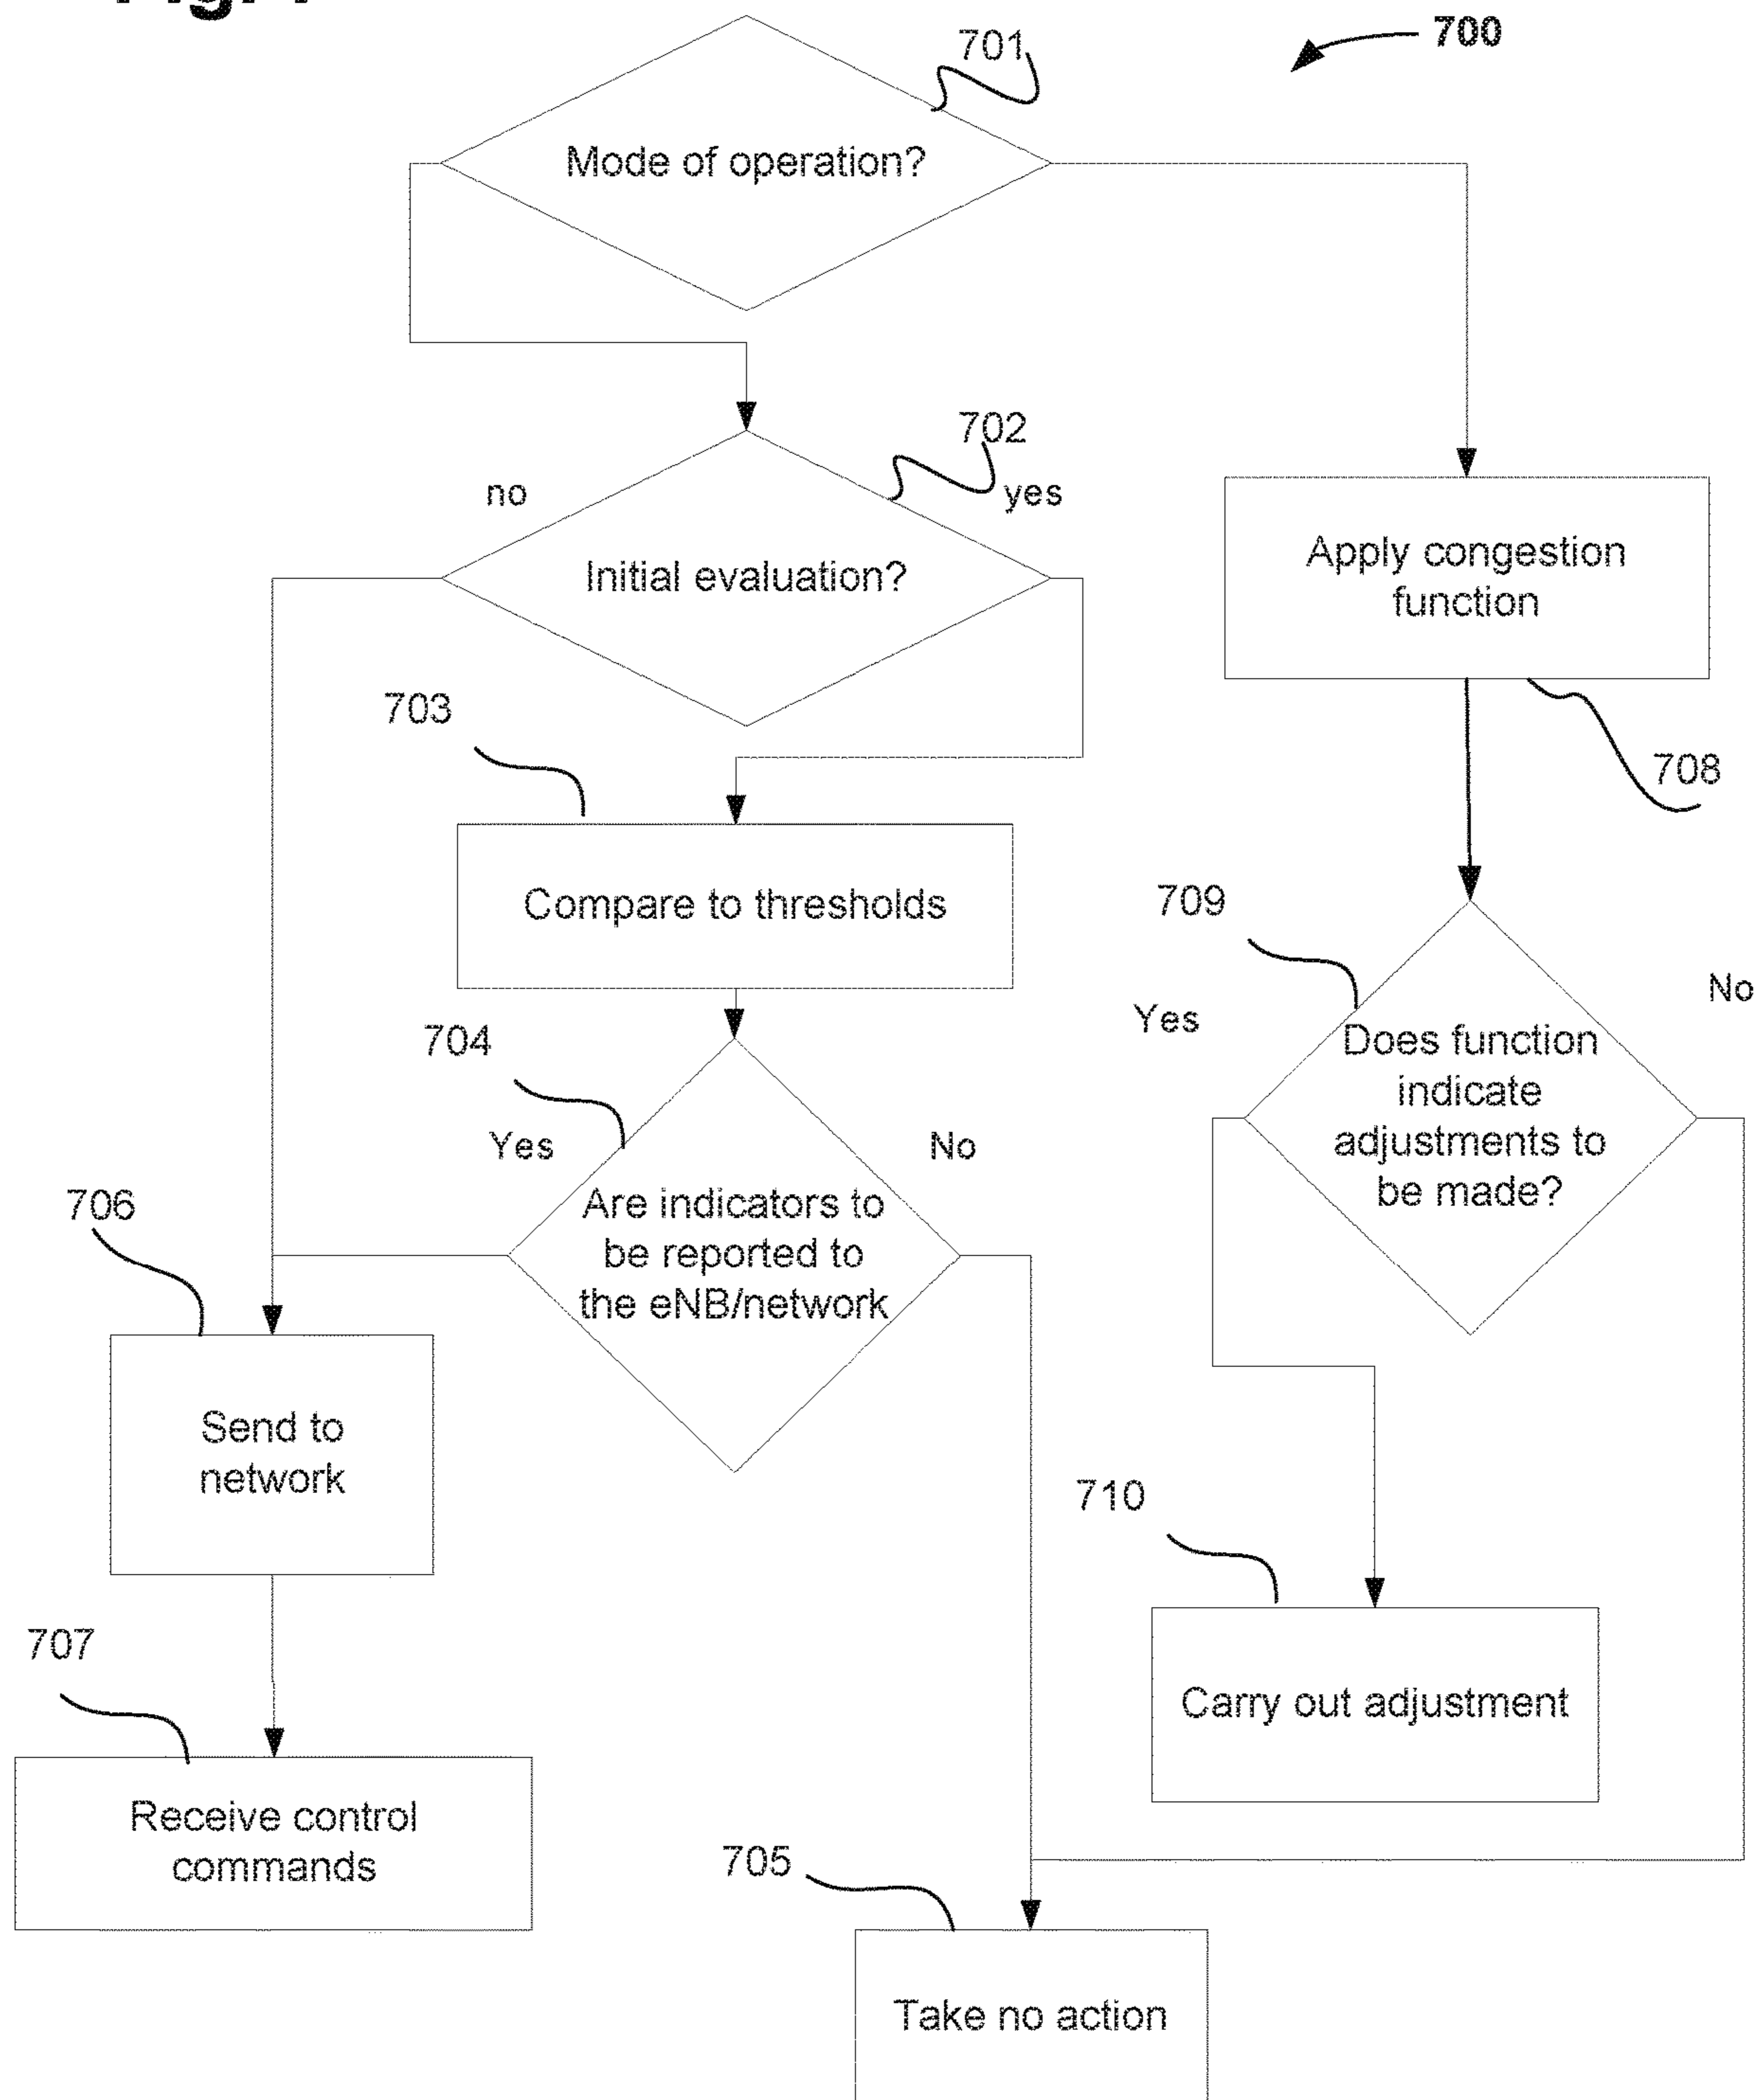 700
701
Mode of operation?
702
no
yes
Initial evaluation?
Apply congestion
function
703
708
Compare to thresholds
709
No
Yes
704
Does function
indicate
adjustments to
be made?
Yes
No
706
Are indicators to
be reported to
the eNB/network
Send to
network
710
707
Carry out adjustment
Receive control
commands
705
Take no action